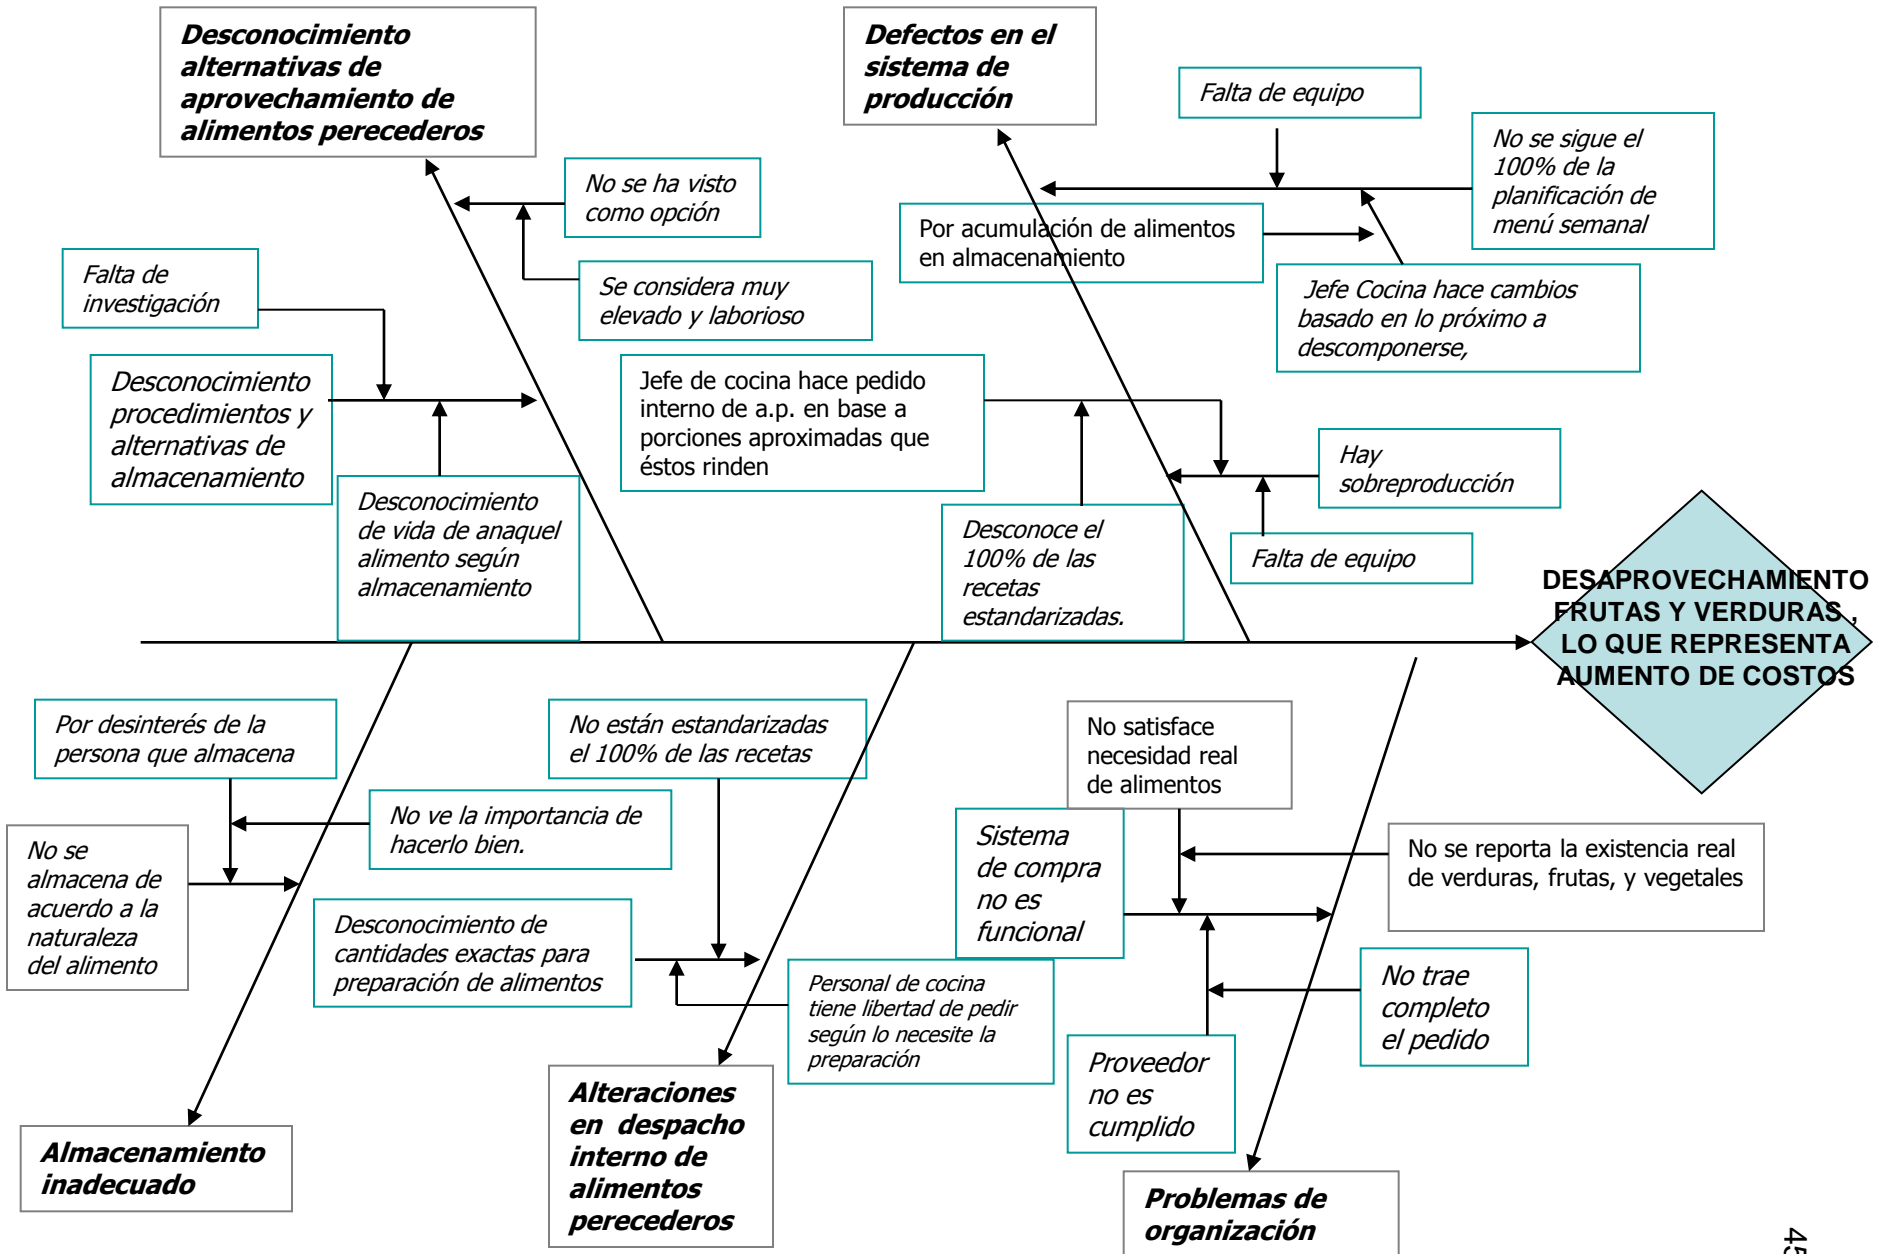 Desconocimiento
alternativas de
aprovechamiento de
alimentos perecederos
Defectos en el
sistema de
producción
Falta de equipo
No se sigue el
100% de la
planificación de
menú semanal
No se ha visto
como opción
Por acumulación de alimentos
en almacenamiento
Falta de
investigación
Se considera muy
elevado y laborioso
Jefe Cocina hace cambios
basado en lo próximo a
descomponerse,
Desconocimiento
procedimientos y
alternativas de
almacenamiento
Jefe de cocina hace pedido
interno de a.p. en base a
porciones aproximadas que
éstos rinden
Hay
sobreproducción
Desconocimiento
de vida de anaquel
alimento según
almacenamiento
Desconoce el
100% de las
recetas
estandarizadas.
Falta de equipo
DESAPROVECHAMIENTO
FRUTAS Y VERDURAS ,
LO QUE REPRESENTA
AUMENTO DE COSTOS
Por desinterés de la
persona que almacena
No están estandarizadas
el 100% de las recetas
No satisface
necesidad real
de alimentos
No ve la importancia de
hacerlo bien.
No se
almacena de
acuerdo a la
naturaleza
del alimento
Sistema
de compra
no es
funcional
No se reporta la existencia real
de verduras, frutas, y vegetales
Desconocimiento de
cantidades exactas para
preparación de alimentos
Personal de cocina
tiene libertad de pedir
según lo necesite la
preparación
No trae
completo
el pedido
Proveedor
no es
cumplido
Almacenamiento
inadecuado
Alteraciones
en despacho
interno de
alimentos
perecederos
Problemas de
organización
45